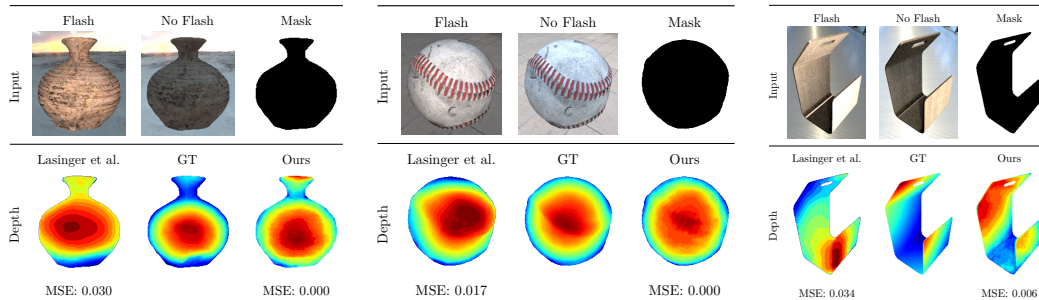 Flash No Flash Mask
Input
Lasinger et al. GT Ours
Depth
MSE: 0.030 MSE: 0.000
Flash No Flash Mask
Input
Lasinger et al. GT Ours
Depth
MSE: 0.017 MSE: 0.000
Flash No Flash Mask
Input
Lasinger et al. GT Ours
Depth
MSE: 0.034 MSE: 0.006